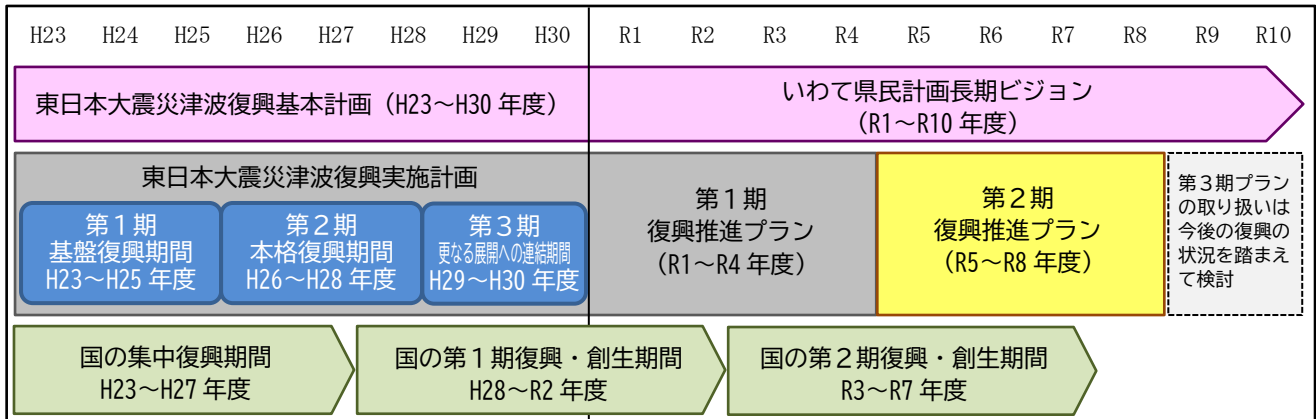 H23 H24 H25 H26 H27 H28 H29 H30 R1 R2 R3 R4 R5 R6 R7 R8 R9 R10
東日本大震災津波復興基本計画（H23～H30 年度）
いわて県民計画長期ビジョン
（R1～R10 年度）
東日本大震災津波復興実施計画
第１期
基盤復興期間
H23～H25 年度
第２期
本格復興期間
H26～H28 年度
第３期
更なる展開への連結期間
H29～H30 年度
第１期
復興推進プラン
（R1～R4 年度）
第２期
復興推進プラン
（R5～R8 年度）
第３期プラン
の取り扱いは
今後の復興の
状況を踏まえ
て検討
国の集中復興期間
H23～H27 年度
国の第１期復興・創生期間
H28～R2 年度
国の第２期復興・創生期間
R3～R7 年度